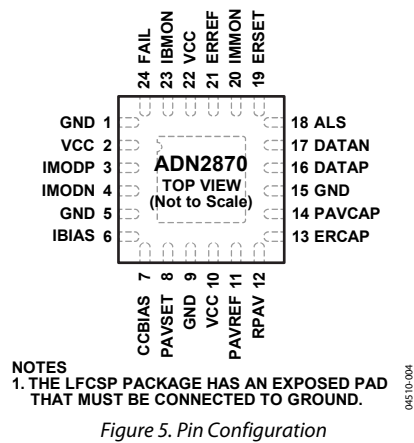 24 FAIL
23 IBMON
22 VCC
21 ERREF
20 IMMON
19 ERSET
GND 1
VCC 2
IMODP 3
IMODN 4
GND 5
IBIAS 6
ADN2870
TOP VIEW
(Not to Scale)
18 ALS
17 DATAN
16 DATAP
15 GND
14 PAVCAP
13 ERCAP
CCBIAS 7
PAVSET 8
GND 9
VCC 10
PAVREF 11
RPAV 12
NOTES
1. THE LFCSP PACKAGE HAS AN EXPOSED PAD
THAT MUST BE CONNECTED TO GROUND.
04510-004
Figure 5. Pin Configuration